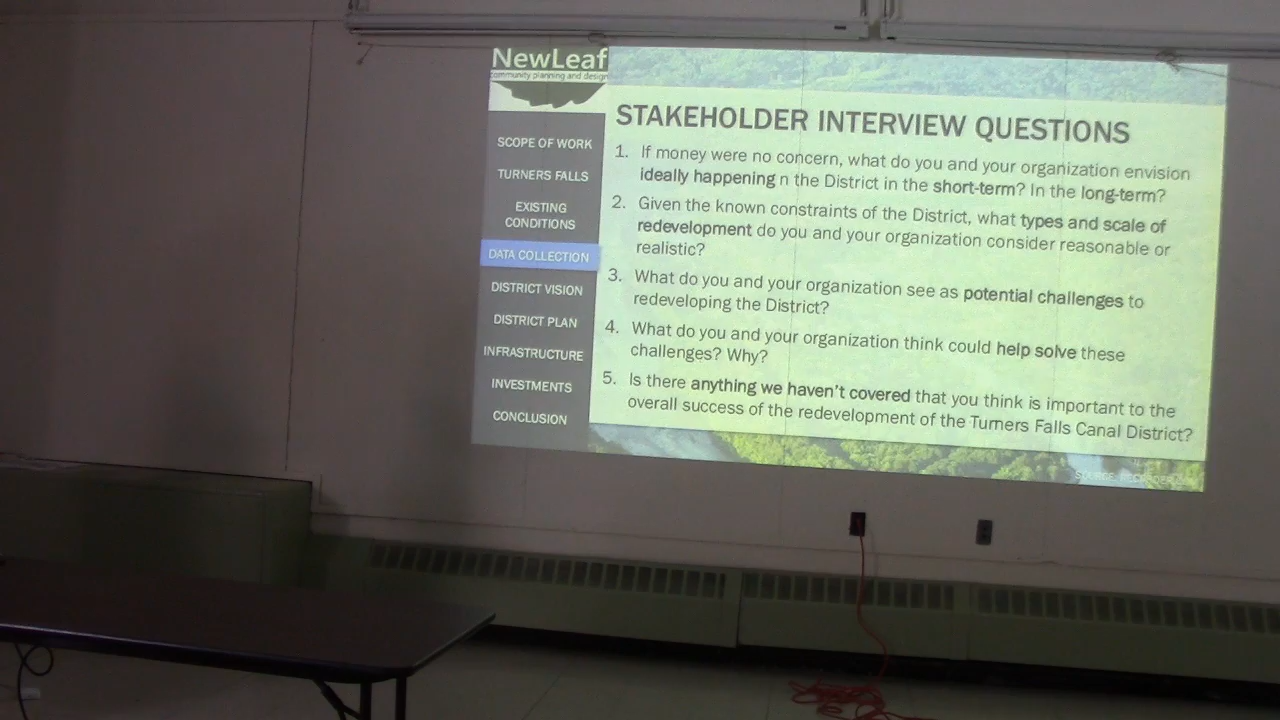 NewLeaf
community planning and design
SCOPE OF WORK
TURNERS FALLS
EXISTING
CONDITIONS
DATA COLLECTION
DISTRICT VISION
DISTRICT PLAN
INFRASTRUCTURE
INVESTMENTS
CONCLUSION
STAKEHOLDER INTERVIEW QUESTIONS
1. If money were no concern, what do you and your organization envision
ideally happening n the District in the short-term? In the long-term?
2. Given the known constraints of the District, what types and scale of
redevelopment do you and your organization consider reasonable or
realistic?
3. What do you and your organization see as potential challenges to
redeveloping the District?
4. What do you and your organization think could help solve these
challenges? Why?
5. Is there anything we haven't covered that you think is important to the
overall success of the redevelopment of the Turners Falls Canal District?
SOURCE: